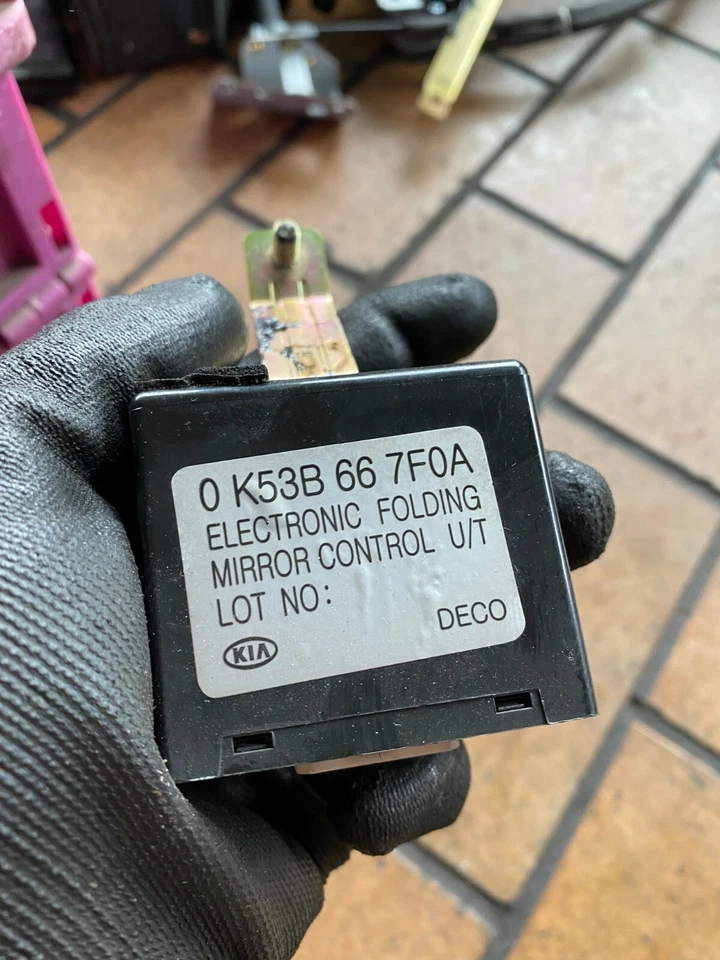 0 K53B 66 7F0A
ELECTRONIC FOLDING
MIRROR CONTROL U/T
LOT NO:
DECO
KIA